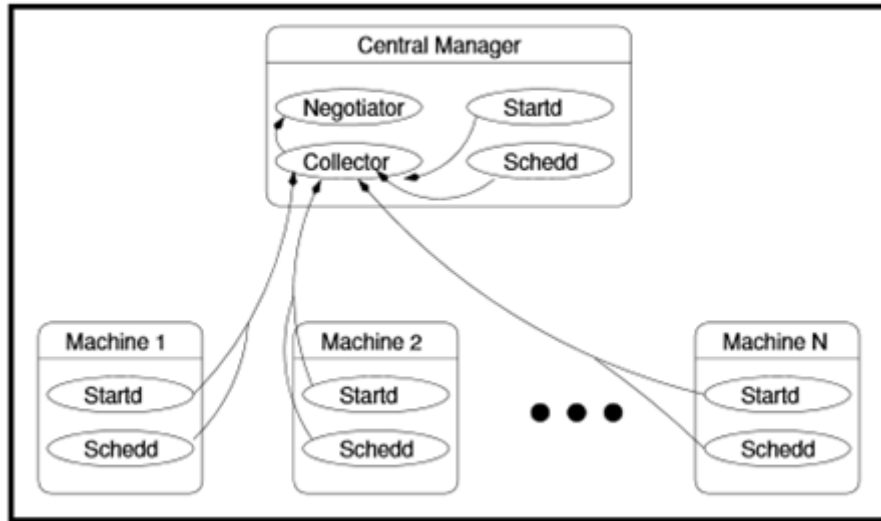 Central Manager
Negotiator
Startd
Collector
Schedd
Machine 1
Machine 2
Machine N
Startd
Startd
Startd
Schedd
Schedd
Schedd